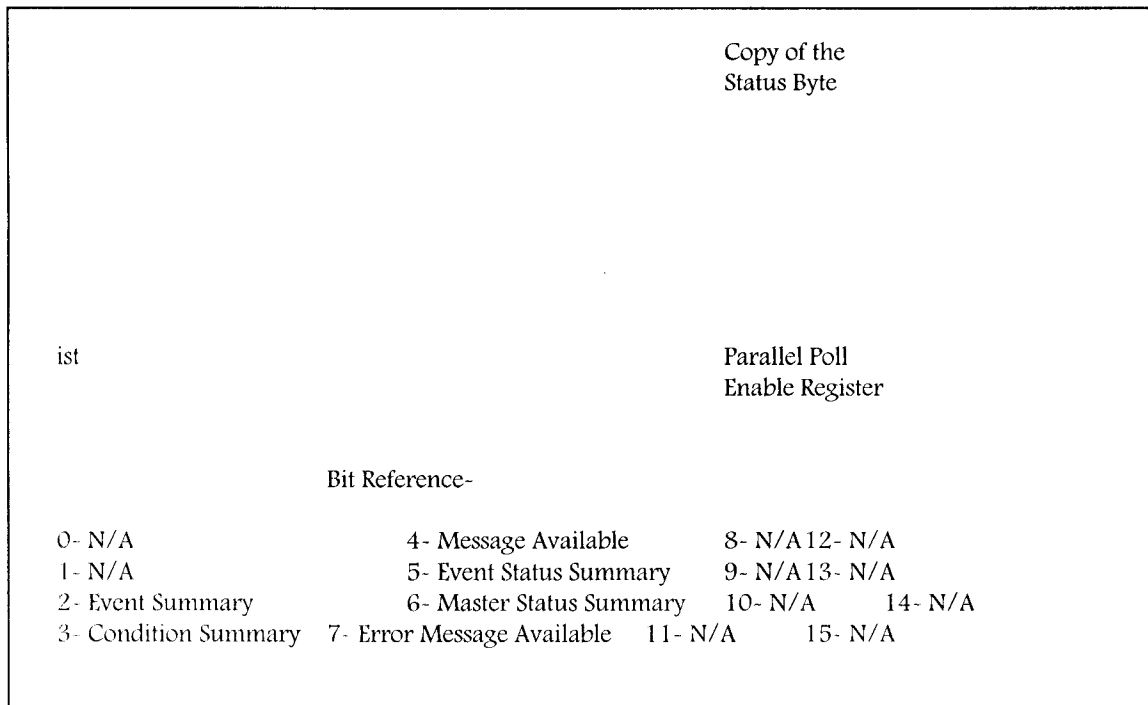 Copy of the
Status Byte
ist
Parallel Poll
Enable Register
Bit Reference-
0- N/A 4- Message Available 8- N/A12- N/A
1- N/A 5- Event Status Summary 9- N/A13- N/A
2- Event Summary 6- Master Status Summary 10- N/A 14- N/A
3- Condition Summary 7- Error Message Available 11- N/A 15- N/A